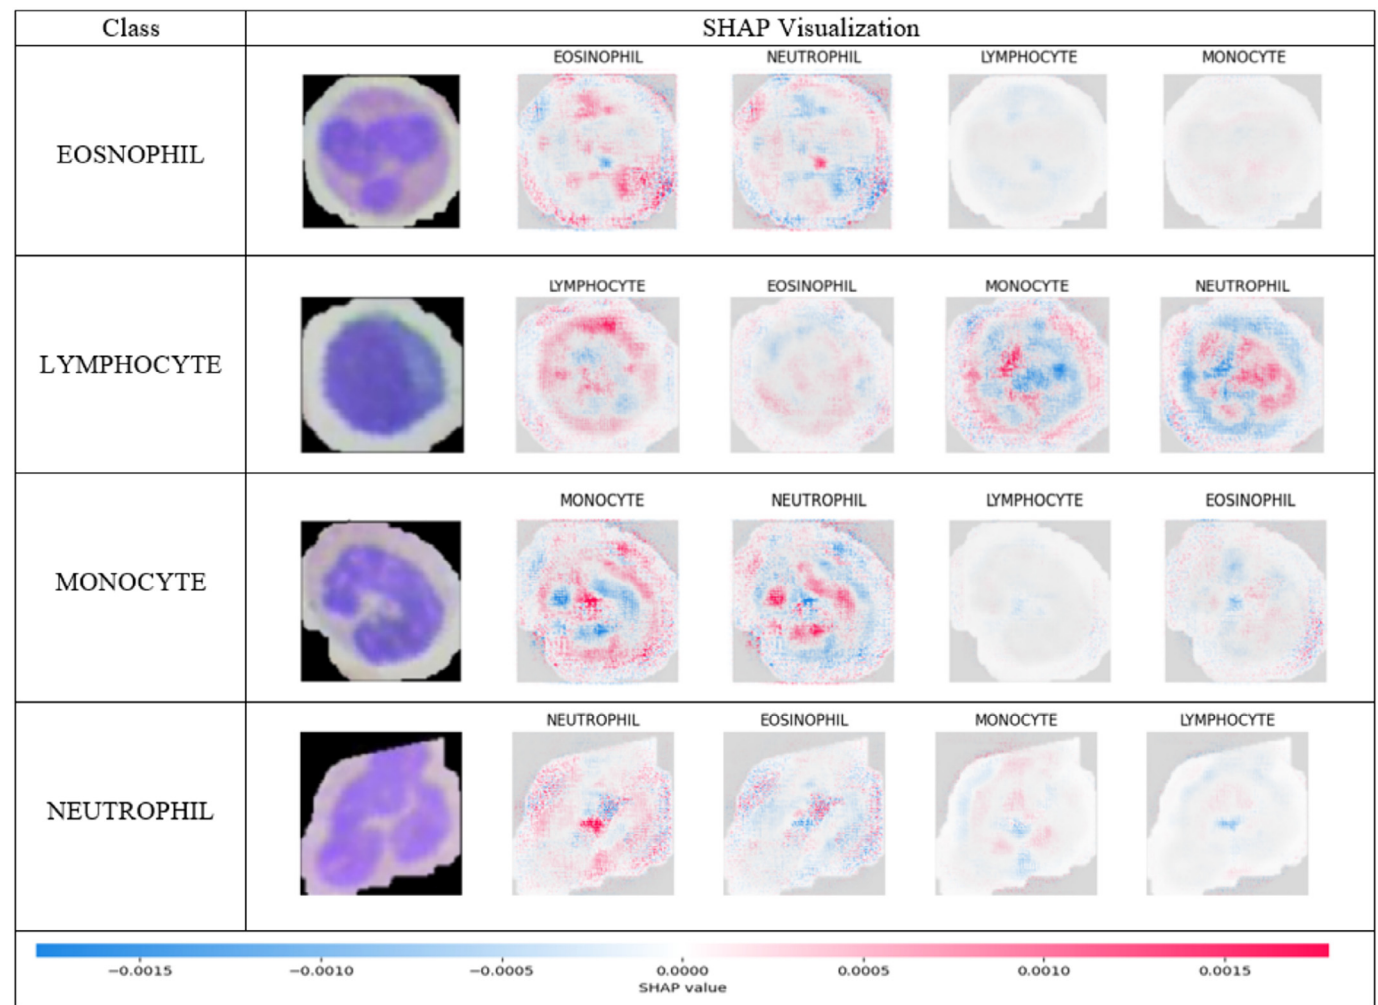 Class SHAP Visualization
EOSINOPHIL NEUTROPHIL LYMPHOCYTE MONOCYTE
EOSNOPHIL
LYMPHOCYTE EOSINOPHIL MONOCYTE NEUTROPHIL
LYMPHOCYTE
MONOCYTE NEUTROPHIL LYMPHOCYTE EOSINOPHIL
MONOCYTE
NEUTROPHIL EOSINOPHIL MONOCYTE LYMPHOCYTE
NEUTROPHIL
−0.0015 −0.0010 −0.0005 0.0000 0.0005 0.0010 0.0015
SHAP value